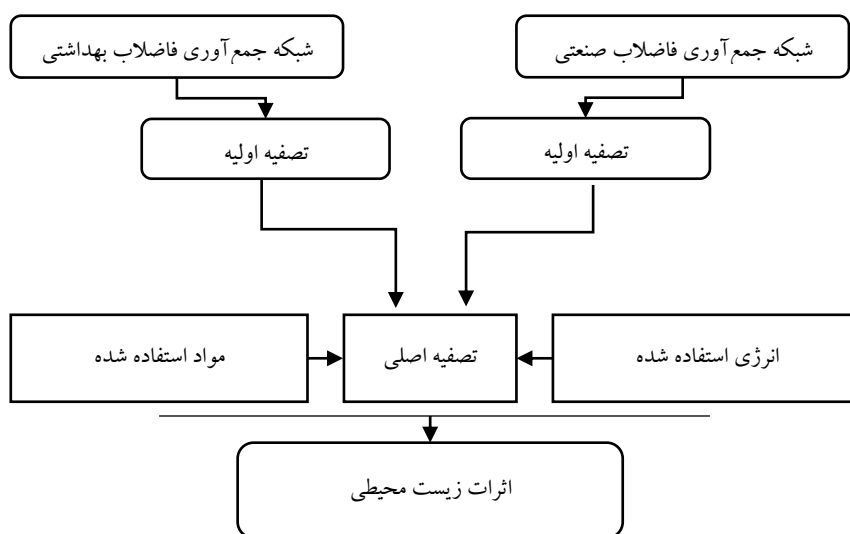 شبکه جمع‌آوری فاضلاب صنعتی
شبکه جمع‌آوری فاضلاب بهداشتی
تصفیه اولیه
تصفیه اولیه
انرژی استفاده شده
تصفیه اصلی
مواد استفاده شده
اثرات زیست محیطی